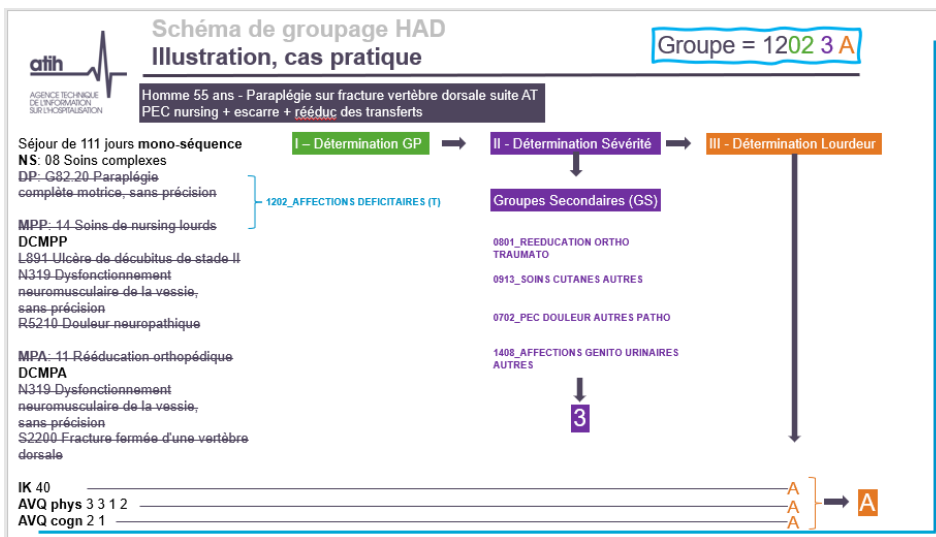 Schéma de groupage HAD
Illustration, cas pratique
Groupe = 1202 3 A
atih
AGENCE TECHNIQUE
DE L'INFORMATION
SUR L'HOSPITALISATION
Homme 55 ans - Paraplégie sur fracture vertèbre dorsale suite AT
PEC nursing + escarre + rééduc des transferts
Séjour de 111 jours mono-séquence
NS: 08 Soins complexes
DP: G82.20 Paraplégie
complète motrice, sans précision
MPP: 14 Soins de nursing lourds
DCMPP
L891 Ulcère de décubitus de stade II
N319 Dysfonctionnement
neuromusculaire de la vessie,
sans précision
R5210 Douleur neuropathique
MPA: 11 Rééducation orthopédique
DCMPA
N319 Dysfonctionnement
neuromusculaire de la vessie,
sans précision
S2200 Fracture fermée d'une vertèbre
dorsale
I – Détermination GP
1202_AFFECTIONS DEFICITAIRES (T)
II - Détermination Sévérité
Groupes Secondaires (GS)
0801_REEDUCATION ORTHO
TRAUMATO
0913_SOINS CUTANES AUTRES
0702_PEC DOULEUR AUTRES PATHO
1408_AFFECTIONS GENITO URINAIRES
AUTRES
3
III - Détermination Lourdeur
IK 40 A
AVQ phys 3 3 1 2 A
AVQ cogn 2 1 A
A